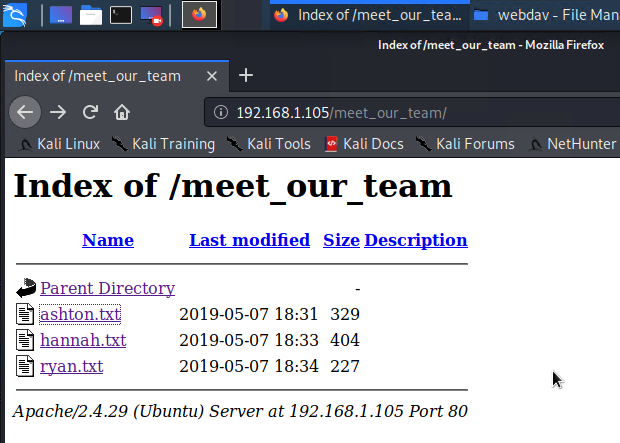 Index of /meet_our_tea...
webdav - File Man
Index of /meet_our_team - Mozilla Firefox
Index of /meet_our_team
192.168.1.105/meet_our_team/
Kali Linux Kali Training Kali Tools Kali Docs Kali Forums NetHunter
Index of /meet_our_team
Name Last modified Size Description
Parent Directory -
ashton.txt 2019-05-07 18:31 329
hannah.txt 2019-05-07 18:33 404
ryan.txt 2019-05-07 18:34 227
Apache/2.4.29 (Ubuntu) Server at 192.168.1.105 Port 80